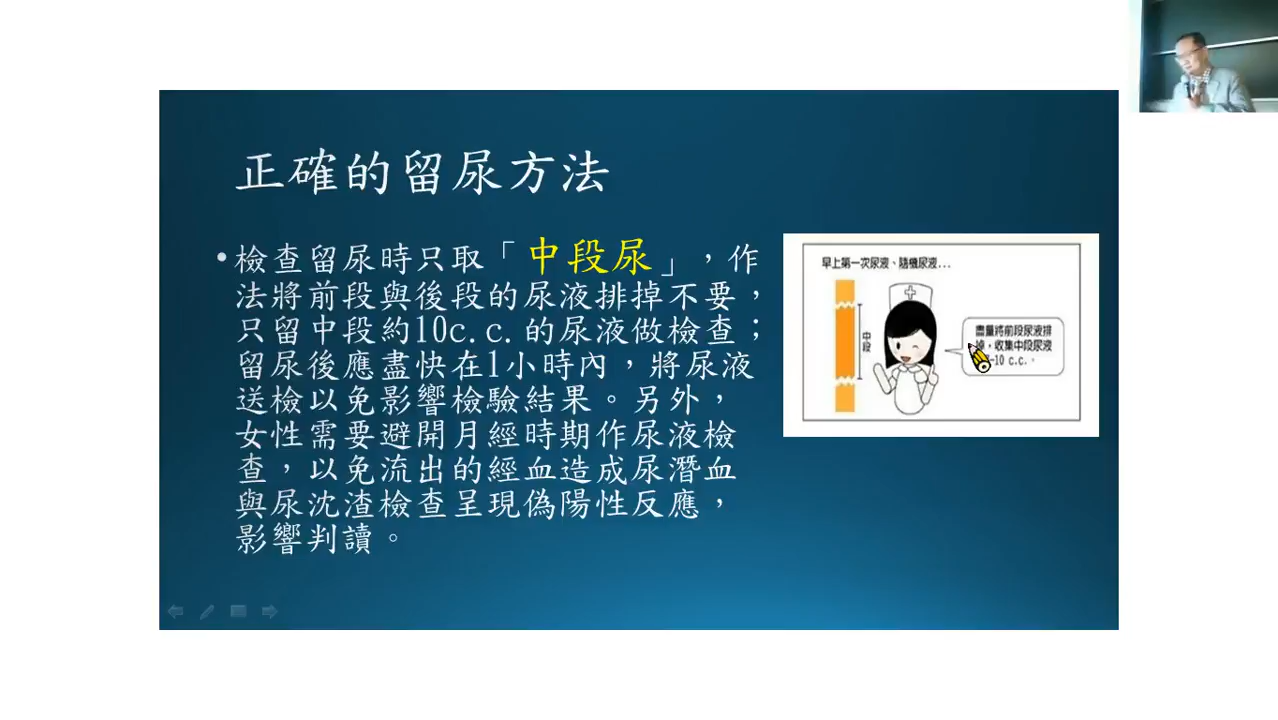 正確的留尿方法
•檢查留尿時只取「中段尿」,作
法將前段與後段的尿液排掉不要,
只留中段約10c.c.的尿液做檢查;
留尿後應盡快在1小時內,將尿液
送檢以免影響檢驗結果。另外,
女性需要避開月經時期作尿液檢
查,以免流出的經血造成尿潛血
與尿沈渣檢查呈現偽陽性反應,
影響判讀。
早上第一次尿液、隨機尿液...
中段
盡量將前段尿液排
掉,收集中段尿液
-10 c.c.。